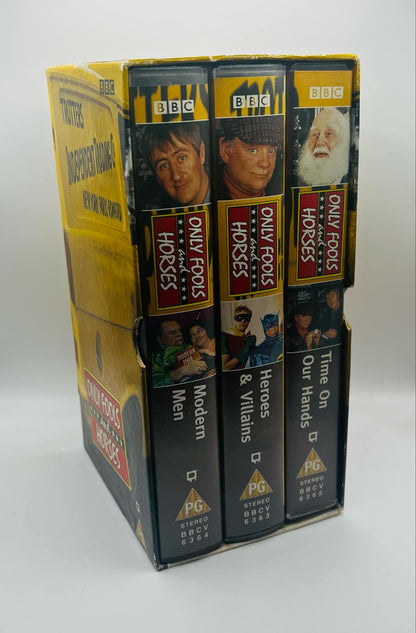 TROTTERS
INDEPENDENT TRADING Co
NEW YORK PARIS PECKHAM
ONLY FOOLS
and
HORSES
BBC
ONLY FOOLS
and
HORSES
Modern
Men
PG
STEREO
BBCV
6364
BBC
ONLY FOOLS
and
HORSES
Heroes
& Villains
PG
STEREO
BBCV
6363
BBC
ONLY FOOLS
and
HORSES
Time On
Our Hands
PG
STEREO
BBCV
6365